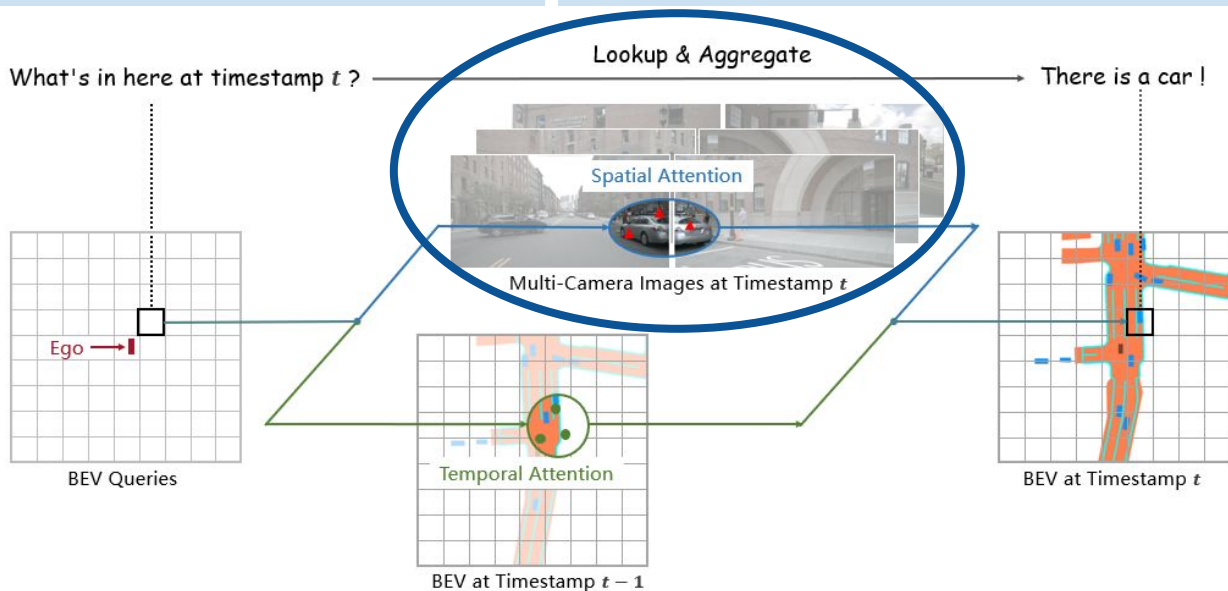 Lookup & Aggregate
What's in here at timestamp t ?
There is a car !
Spatial Attention
Multi-Camera Images at Timestamp t
Ego
Temporal Attention
BEV Queries
BEV at Timestamp t
BEV at Timestamp t − 1